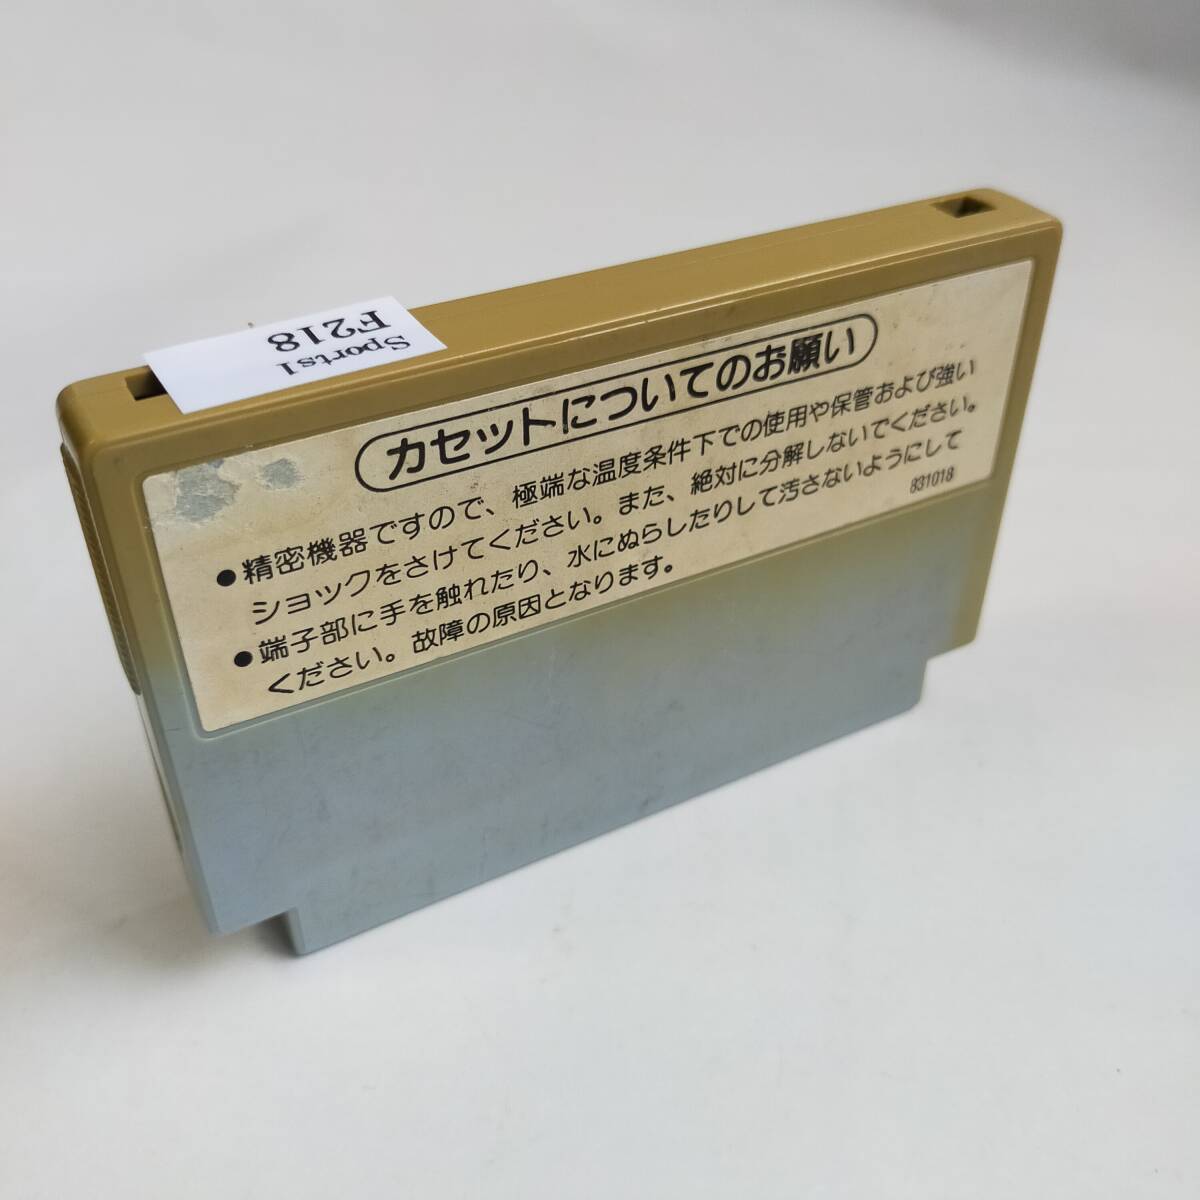 Sports1
F218
カセットについてのお願い
●精密機器ですので、極端な温度条件下での使用や保管および強い
ショックをさけてください。また、絶対に分解しないでください。
●端子部に手を触れたり、水にぬらしたりして汚さないようにして
ください。故障の原因となります。
831018